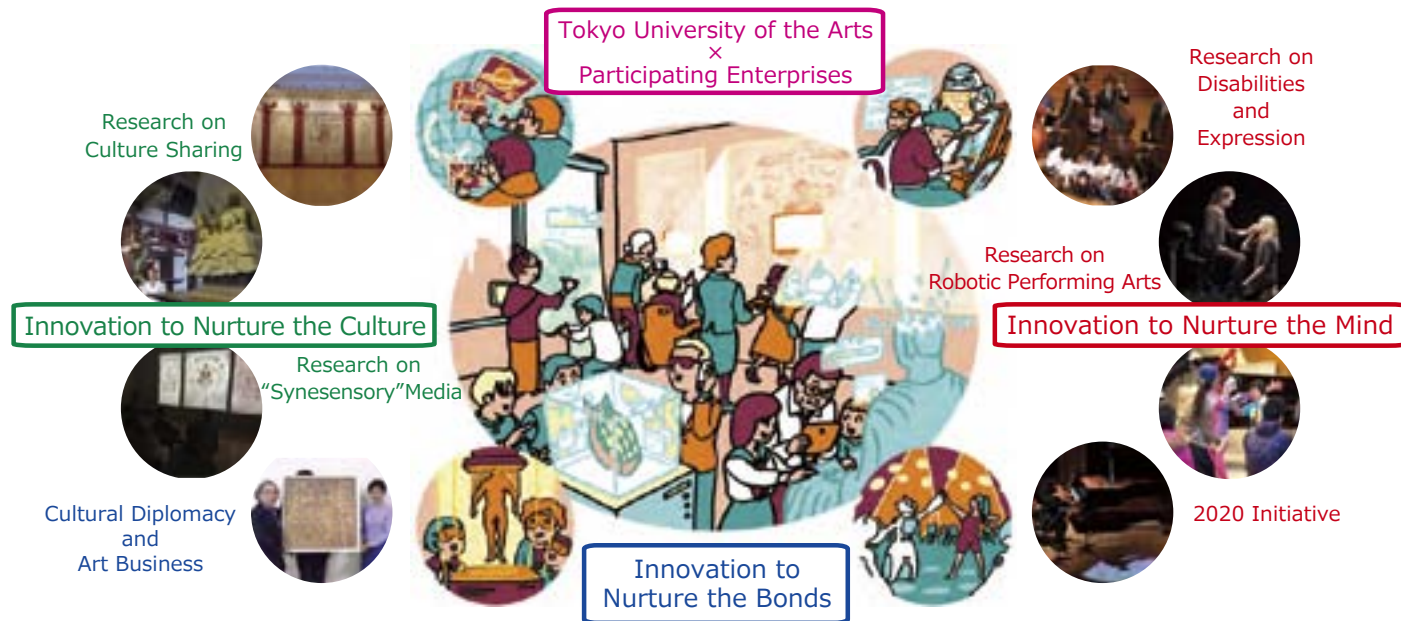 Tokyo University of the Arts
×
Participating Enterprises
Research on
Culture Sharing
Research on
Disabilities
and
Expression
Research on
Robotic Performing Arts
Innovation to Nurture the Culture
Innovation to Nurture the Mind
Research on
“Synesensory”Media
Cultural Diplomacy
and
Art Business
2020 Initiative
Innovation to
Nurture the Bonds